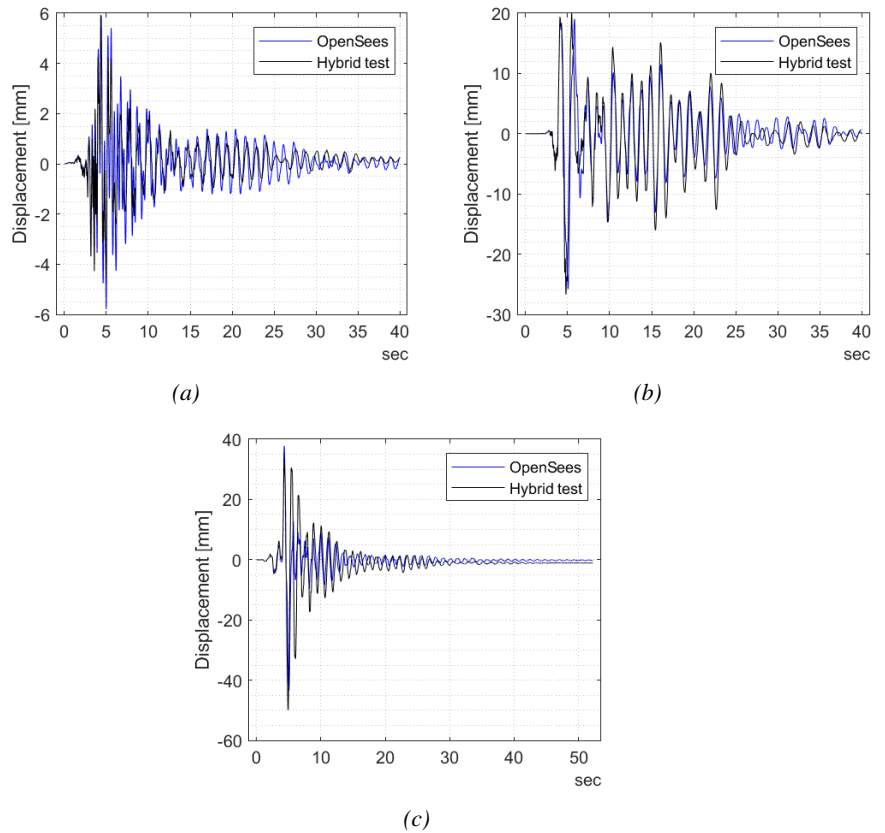 6
4
2
0
-2
-4
-6
Displacement [mm]
OpenSees
Hybrid test
0 5 10 15 20 25 30 35 40
sec
(a)
20
10
0
-10
-20
-30
Displacement [mm]
OpenSees
Hybrid test
0 5 10 15 20 25 30 35 40
sec
(b)
40
20
0
-20
-40
-60
Displacement [mm]
OpenSees
Hybrid test
0 10 20 30 40 50
sec
(c)